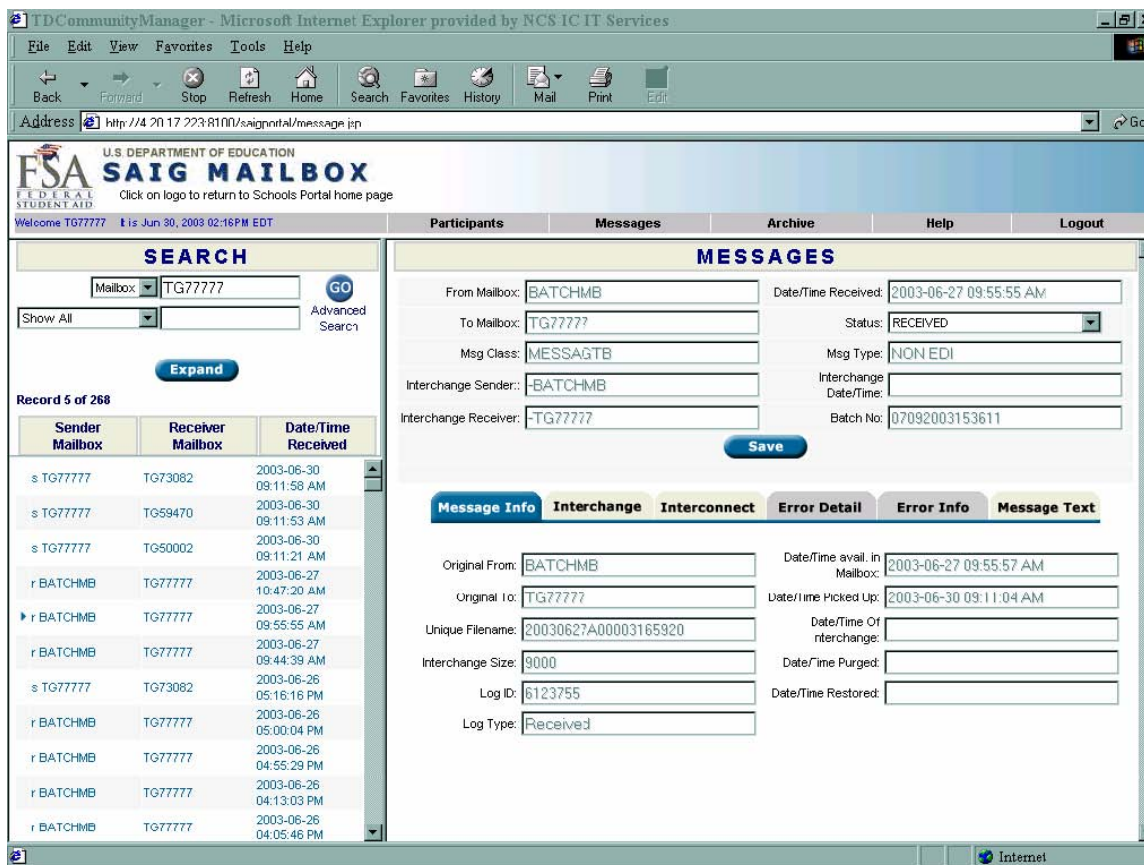 TDCommunityManager - Microsoft Internet Explorer provided by NCS IC IT Services
File Edit View Favorites Tools Help
Back Forward Stop Refresh Home Search Favorites History Mail Print Edit
Address http://4.20.17.223:8100/saigportal/message.jsp Go
FSA
FEDERAL
STUDENT AID
U.S. DEPARTMENT OF EDUCATION
SAIG MAILBOX
Click on logo to return to Schools Portal home page
Welcome TG77777 It is Jun 30, 2003 02:16PM EDT
Participants Messages Archive Help Logout
SEARCH
Mailbox TG77777 GO
Show All
Advanced
Search
Expand
Record 5 of 268
Sender Mailbox Receiver Mailbox Date/Time Received
s TG77777 TG73082 2003-06-30 09:11:58 AM
s TG77777 TG59470 2003-06-30 09:11:53 AM
s TG77777 TG50002 2003-06-30 09:11:21 AM
r BATCHMB TG77777 2003-06-27 10:47:20 AM
r BATCHMB TG77777 2003-06-27 09:55:55 AM
r BATCHMB TG77777 2003-06-27 09:44:39 AM
s TG77777 TG73082 2003-06-26 05:16:16 PM
r BATCHMB TG77777 2003-06-26 05:00:04 PM
r BATCHMB TG77777 2003-06-26 04:55:29 PM
r BATCHMB TG77777 2003-06-26 04:13:03 PM
r BATCHMB TG77777 2003-06-26 04:05:46 PM
MESSAGES
From Mailbox: BATCHMB Date/Time Received: 2003-06-27 09:55:55 AM
To Mailbox: TG77777 Status: RECEIVED
Msg Class: MESSAGTB Msg Type: NON EDI
Interchange Sender:: -BATCHMB Interchange Date/Time:
Interchange Receiver: -TG77777 Batch No: 07092003153611
Save
Message Info Interchange Interconnect Error Detail Error Info Message Text
Original From: BATCHMB Date/Time avail. in Mailbox: 2003-06-27 09:55:57 AM
Original To: TG77777 Date/Time Picked Up: 2003-06-30 09:11:04 AM
Unique Filename: 20030627A00003165920 Date/Time Of nterchange:
Interchange Size: 9000 Date/Time Purged:
Log ID: 6123755 Date/Time Restored:
Log Type: Received
Internet